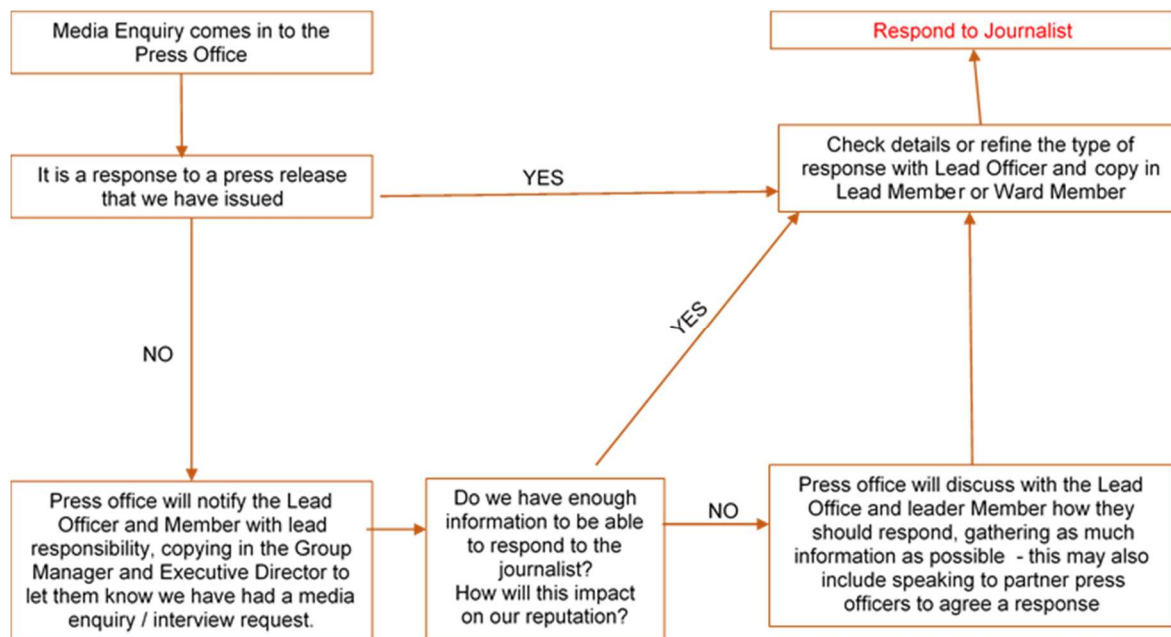 Media Enquiry comes in to the
Press Office
Respond to Journalist
Check details or refine the type of
response with Lead Officer and copy in
Lead Member or Ward Member
It is a response to a press release
that we have issued
YES
YES
NO
Press office will notify the Lead
Officer and Member with lead
responsibility, copying in the Group
Manager and Executive Director to
let them know we have had a media
enquiry / interview request.
Do we have enough
information to be able
to respond to the
journalist?
How will this impact
on our reputation?
NO
Press office will discuss with the Lead
Office and leader Member how they
should respond, gathering as much
information as possible - this may also
include speaking to partner press
officers to agree a response